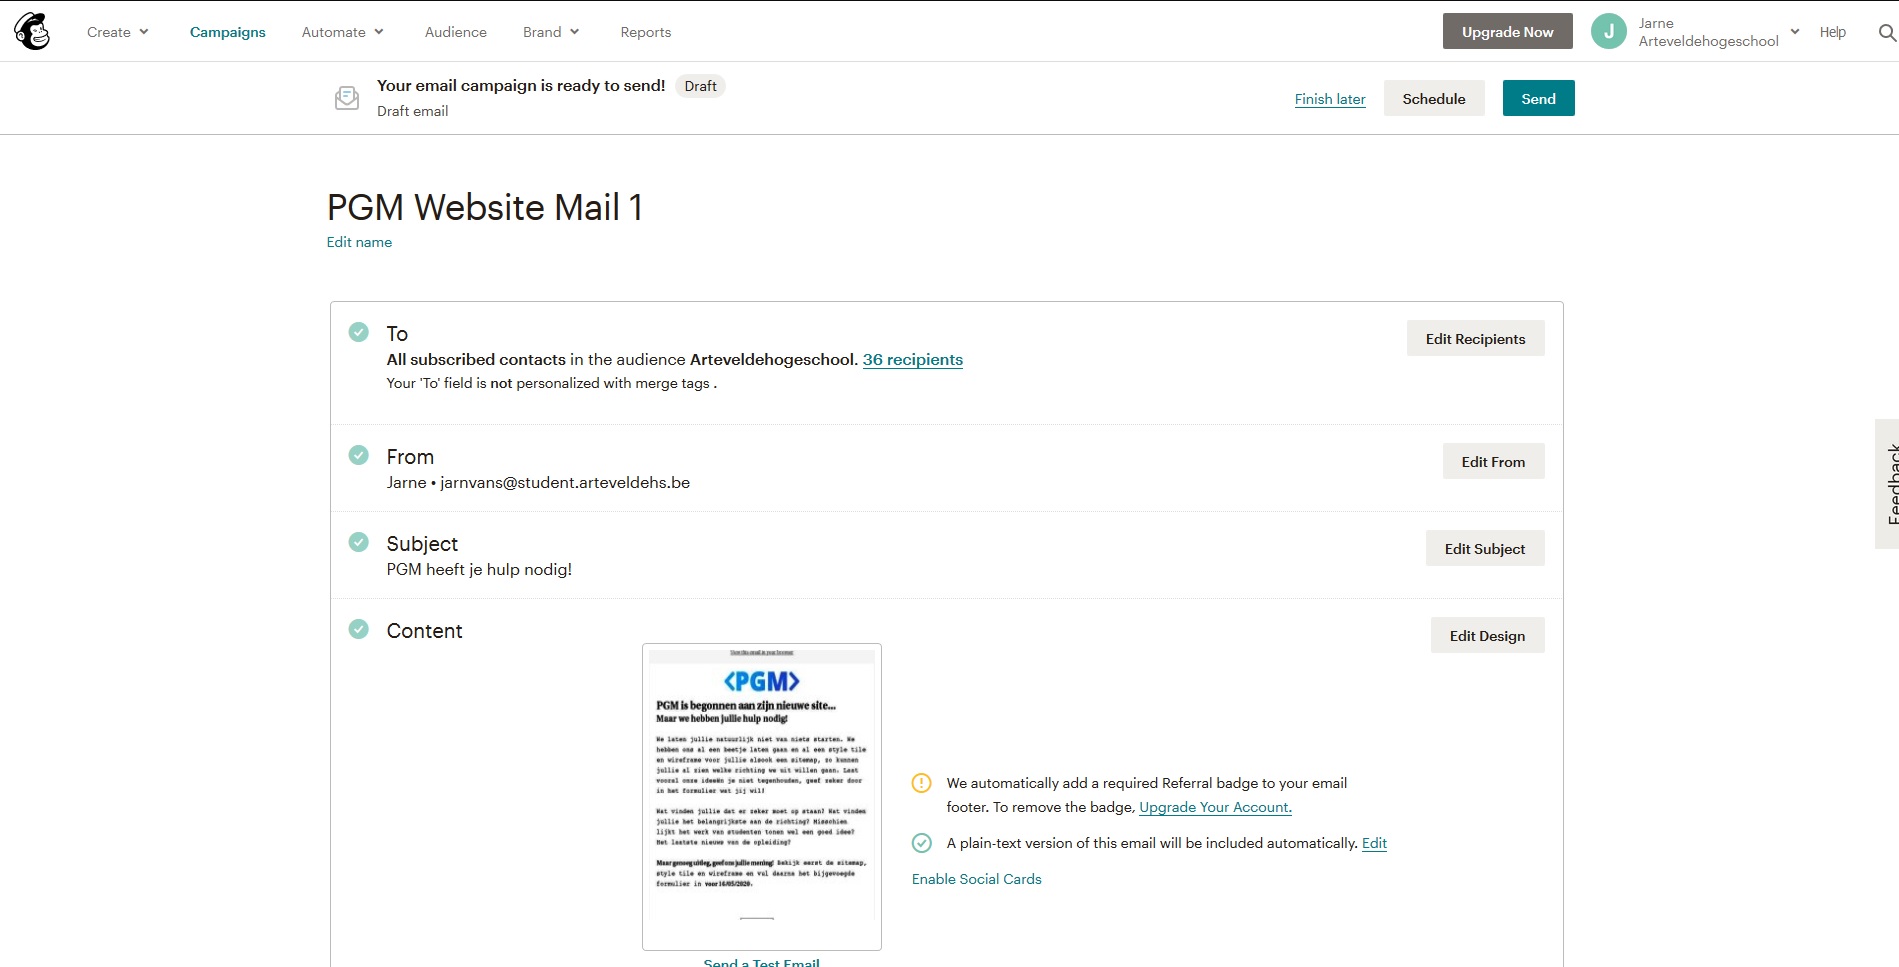 Create
Campaigns
Automate
Audience
Brand
Reports
Upgrade Now
J
Jarne
Arteveldehogeschool
Help
Your email campaign is ready to send! Draft
Draft email
Finish later
Schedule
Send
PGM Website Mail 1
Edit name
To
All subscribed contacts in the audience Arteveldehogeschool. 36 recipients
Your 'To' field is not personalized with merge tags .
Edit Recipients
From
Jarne • jarnvans@student.arteveldehs.be
Edit From
Subject
PGM heeft je hulp nodig!
Edit Subject
Content
Edit Design
View this email in your browser
<PGM>
PGM is begonnen aan zijn nieuwe site...
Maar we hebben jullie hulp nodig!
We laten jullie natuurlijk niet van niets starten. We
hebben ons al een beetje laten gaan en al een style tile
en wireframe voor jullie alsook een sitemap, zo kunnen
jullie al zien welke richting we uit willen gaan. Laat
vooral onze ideeën je niet tegenhouden, geef zeker door
in het formulier wat jij wil!
Wat vinden jullie dat er zeker moet op staan? Wat vinden
jullie het belangrijkste aan de richting? Misschien
lijkt het werk van studenten tonen wel een goed idee?
Het laatste nieuws van de opleiding?
Maar genoeg uitleg, geef ons jullie mening! Bekijk eerst de sitemap,
style tile en wireframe en vul daarna het bijgevoegde
formulier in voor 16/05/2020.
We automatically add a required Referral badge to your email
footer. To remove the badge, Upgrade Your Account.
A plain-text version of this email will be included automatically. Edit
Enable Social Cards
Send a Test Email
Feedback